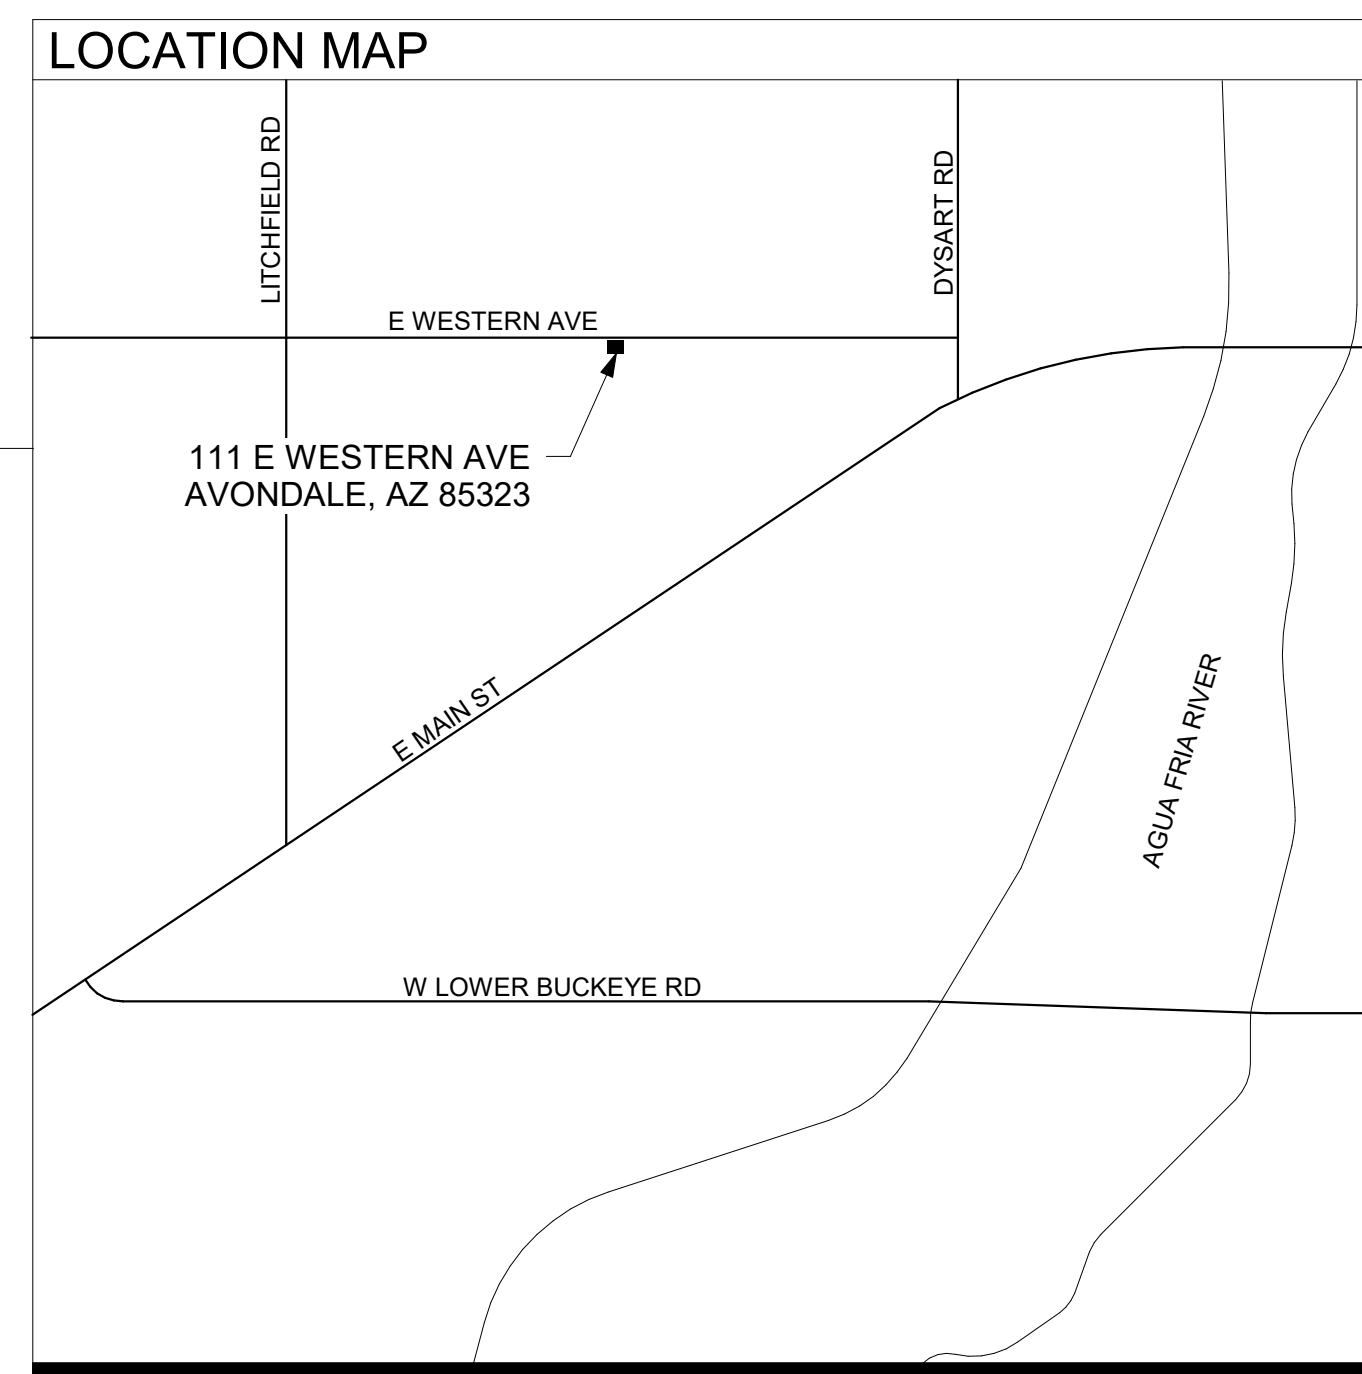 LOCATION MAP
LITCHFIELD RD
DYSART RD
E WESTERN AVE
111 E WESTERN AVE
AVONDALE, AZ 85323
E MAIN ST
AGUA FRIA RIVER
W LOWER BUCKEYE RD